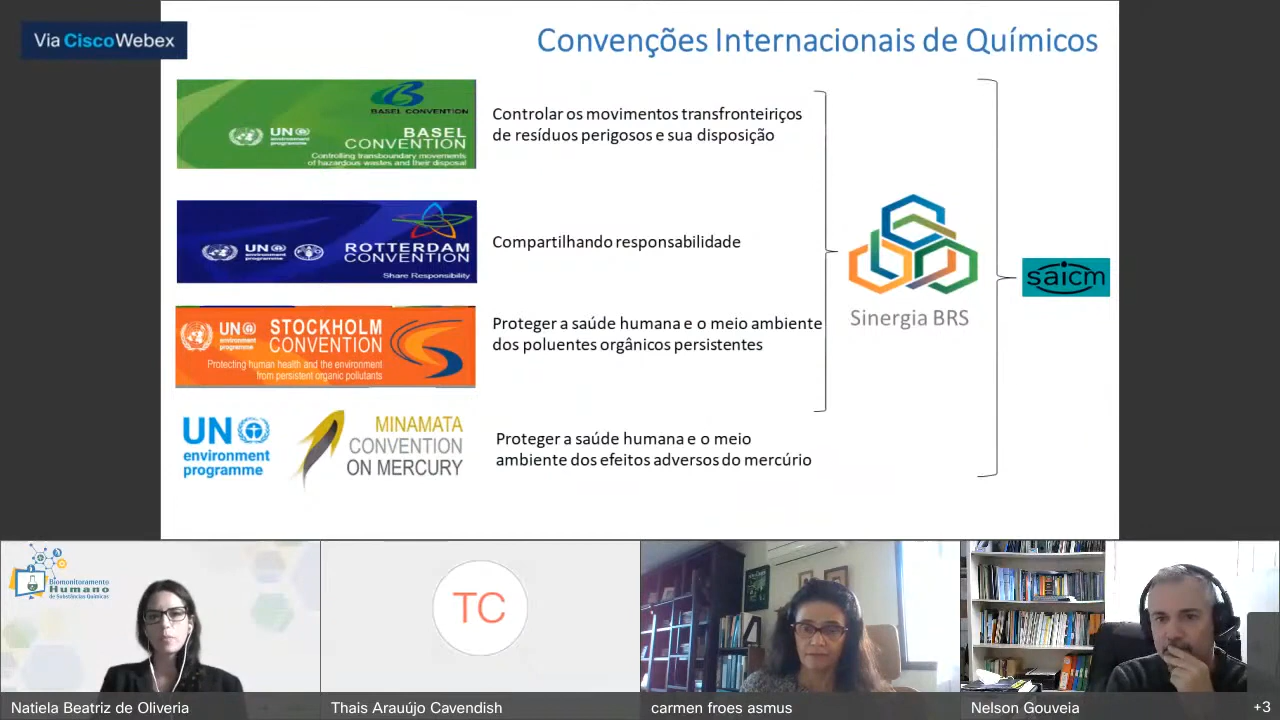 Via CiscoWebex
Convenções Internacionais de Químicos
BASEL CONVENTION
UN
environment
programme
BASEL
CONVENTION
Controlling transboundary movements
of hazardous wastes and their disposal
Controlar os movimentos transfronteiriços
de resíduos perigosos e sua disposição
UN
environment
programme
ROTTERDAM
CONVENTION
Share Responsibility
Compartilhando responsabilidade
UN
environment
programme
STOCKHOLM
CONVENTION
Protecting human health and the environment
from persistent organic pollutants
Proteger a saúde humana e o meio ambiente
dos poluentes orgânicos persistentes
UN
environment
programme
MINAMATA
CONVENTION
ON MERCURY
Proteger a saúde humana e o meio
ambiente dos efeitos adversos do mercúrio
Sinergia BRS
saicm
Biomonitoramento
Humano
de Substâncias Químicas
TC
Natiela Beatriz de Oliveria
Thais Arauújo Cavendish
carmen froes asmus
Nelson Gouveia
+3